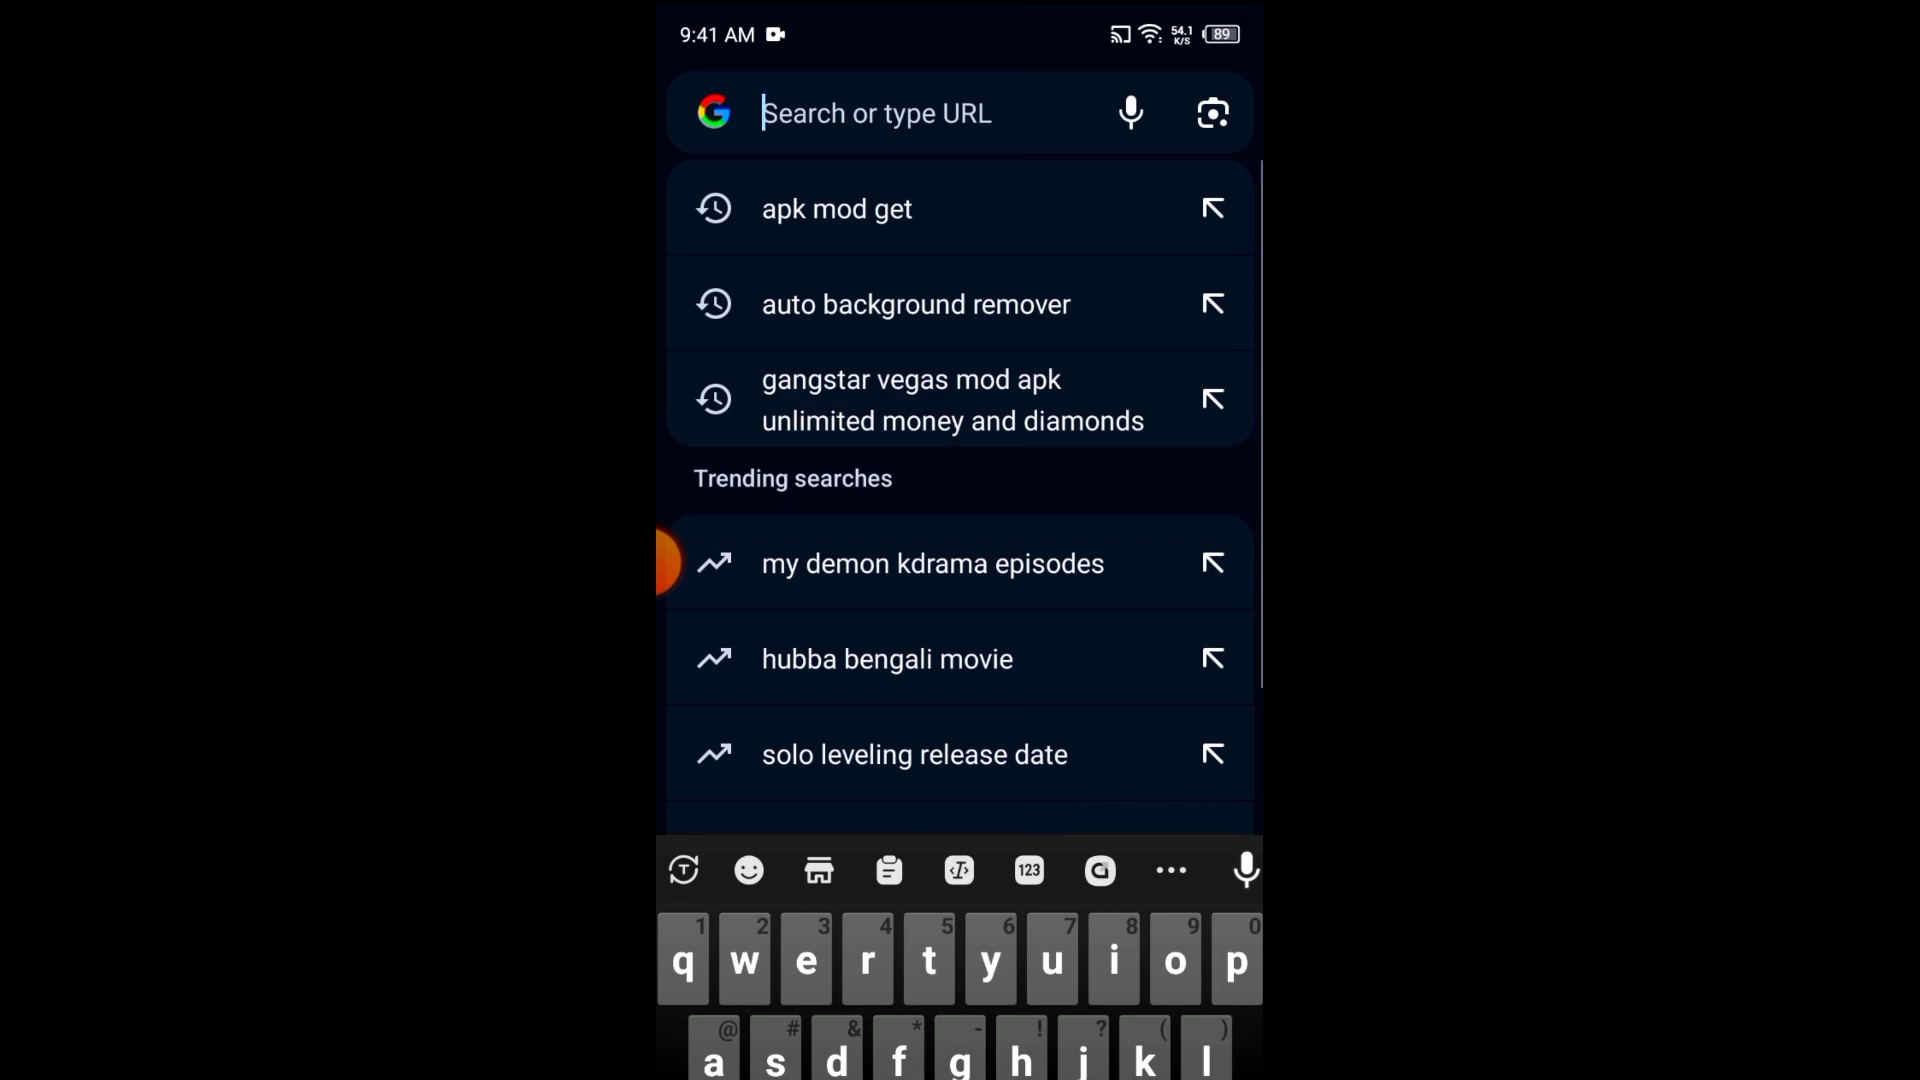 9:41 AM
54.1
K/S
89
Search or type URL
apk mod get
auto background remover
gangstar vegas mod apk
unlimited money and diamonds
Trending searches
my demon kdrama episodes
hubba bengali movie
solo leveling release date
T
123
1 2 3 4 5 6 7 8 9 0
q w e r t y u i o p
@ # & * - ! ? ( )
a s d f g h j k l